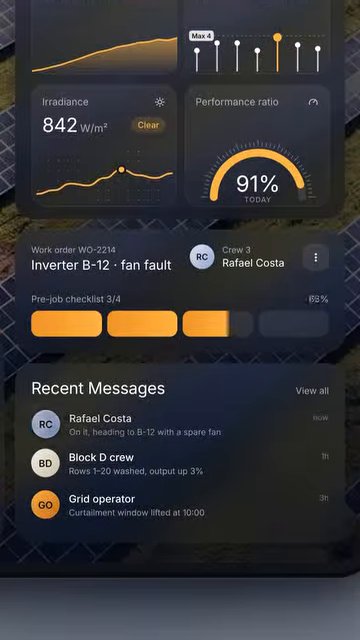 Max 4
Irradiance
Performance ratio
842 W/m²
Clear
91%
TODAY
Work order WO-2214
Inverter B-12 · fan fault
RC
Crew 3
Rafael Costa
Pre-job checklist 3/4
Recent Messages
View all
RC
Rafael Costa
now
On it, heading to B-12 with a spare fan
BD
Block D crew
1h
Rows 1–20 washed, output up 3%
GO
Grid operator
3h
Curtailment window lifted at 10:00